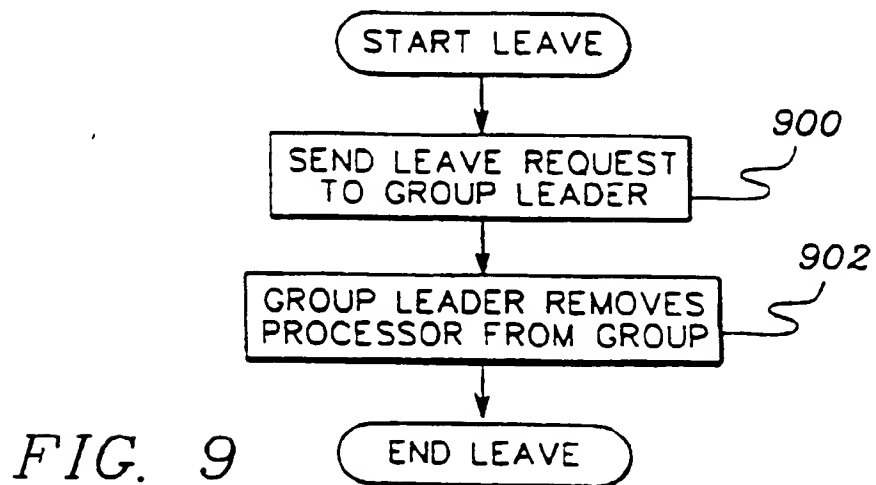 START LEAVE
900
SEND LEAVE REQUEST
TO GROUP LEADER
902
GROUP LEADER REMOVES
PROCESSOR FROM GROUP
END LEAVE
FIG. 9